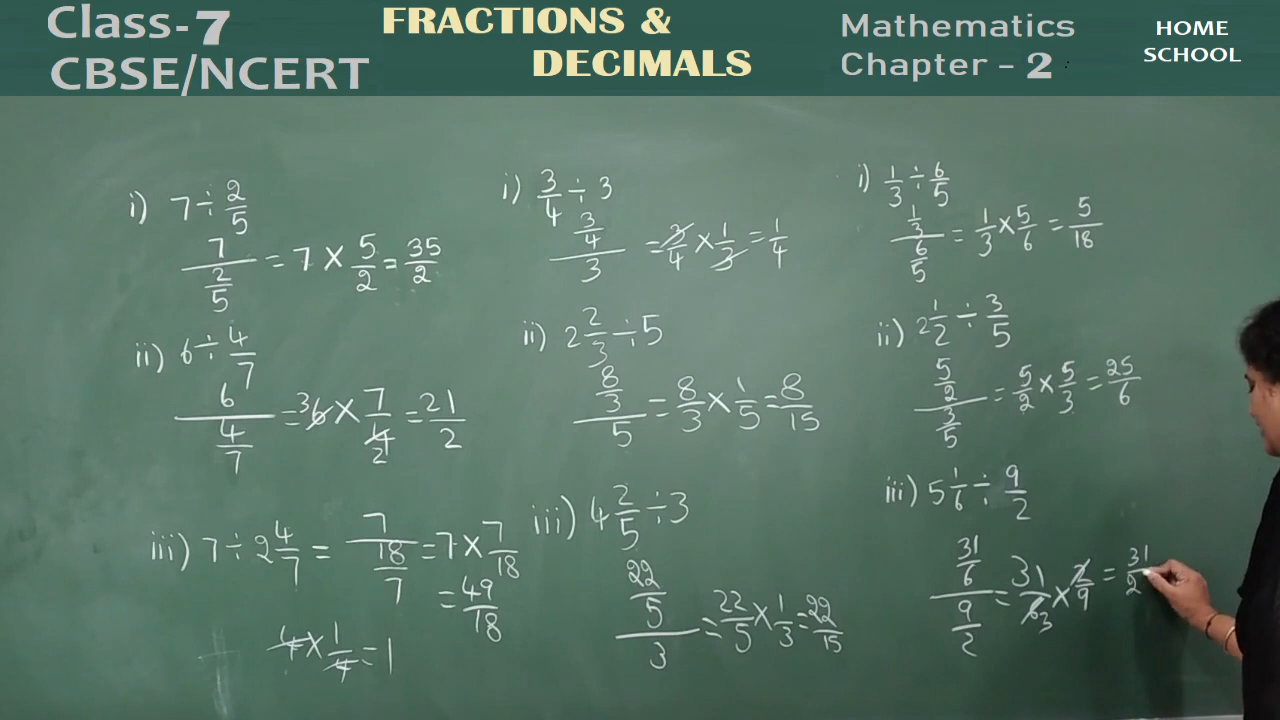 Class-7
CBSE/NCERT
FRACTIONS &
DECIMALS
Mathematics
Chapter - 2
HOME
SCHOOL
i) 7 ÷ 2/5
7/(2/5) = 7 × 5/2 = 35/2
ii) 6 ÷ 4/7
6/(4/7) = 3 6 × 7/4 2 = 21/2
iii) 7 ÷ 2 4/7 = 7/(18/7) = 7 × 7/18
= 49/18
4 × 1/4 = 1
i) 3/4 ÷ 3
(3/4)/3 = 3/4 × 1/3 = 1/4
ii) 2 2/3 ÷ 5
(8/3)/5 = 8/3 × 1/5 = 8/15
iii) 4 2/5 ÷ 3
(22/5)/3 = 22/5 × 1/3 = 22/15
i) 1/3 ÷ 6/5
(1/3)/(6/5) = 1/3 × 5/6 = 5/18
ii) 2 1/2 ÷ 3/5
(5/2)/(3/5) = 5/2 × 5/3 = 25/6
iii) 5 1/6 ÷ 9/2
(31/6)/(9/2) = 31/6 3 × 2/9 = 31/2